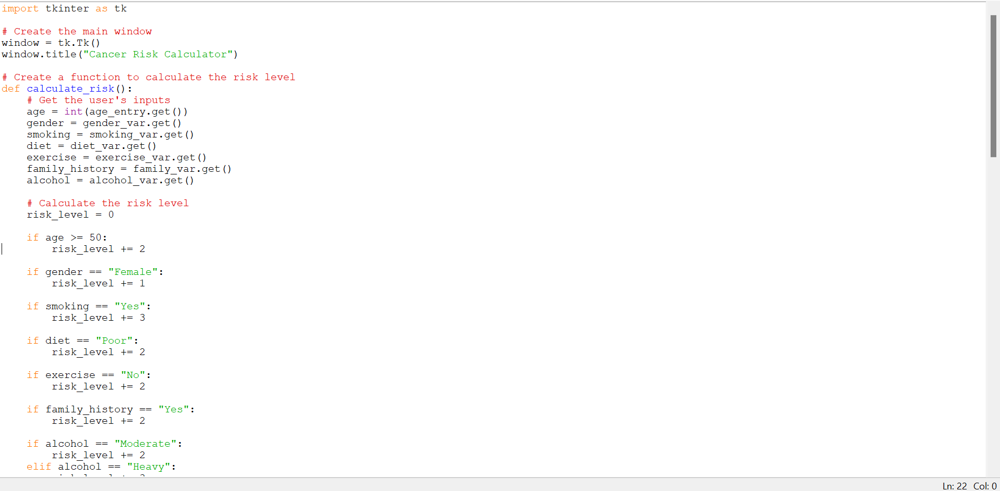 import tkinter as tk
# Create the main window
window = tk.Tk()
window.title("Cancer Risk Calculator")
# Create a function to calculate the risk level
def calculate_risk():
    # Get the user's inputs
    age = int(age_entry.get())
    gender = gender_var.get()
    smoking = smoking_var.get()
    diet = diet_var.get()
    exercise = exercise_var.get()
    family_history = family_var.get()
    alcohol = alcohol_var.get()
    # Calculate the risk level
    risk_level = 0
    if age >= 50:
        risk_level += 2
    if gender == "Female":
        risk_level += 1
    if smoking == "Yes":
        risk_level += 3
    if diet == "Poor":
        risk_level += 2
    if exercise == "No":
        risk_level += 2
    if family_history == "Yes":
        risk_level += 2
    if alcohol == "Moderate":
        risk_level += 2
    elif alcohol == "Heavy":
Ln: 22 Col: 0